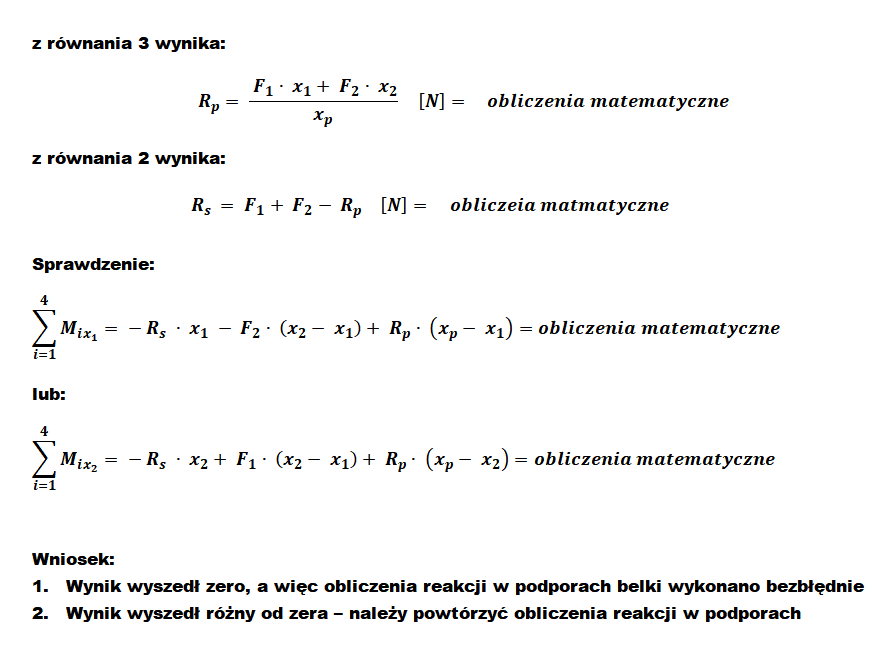 z równania 3 wynika:
R_p = (F_1 · x_1 + F_2 · x_2) / x_p [N] = obliczenia matematyczne
z równania 2 wynika:
R_s = F_1 + F_2 − R_p [N] = obliczeia matmatyczne
Sprawdzenie:
∑_{i=1}^{4} M_{ix_1} = − R_s · x_1 − F_2 · (x_2 − x_1) + R_p · (x_p − x_1) = obliczenia matematyczne
lub:
∑_{i=1}^{4} M_{ix_2} = − R_s · x_2 + F_1 · (x_2 − x_1) + R_p · (x_p − x_2) = obliczenia matematyczne
Wniosek:
1. Wynik wyszedł zero, a więc obliczenia reakcji w podporach belki wykonano bezbłędnie
2. Wynik wyszedł różny od zera – należy powtórzyć obliczenia reakcji w podporach